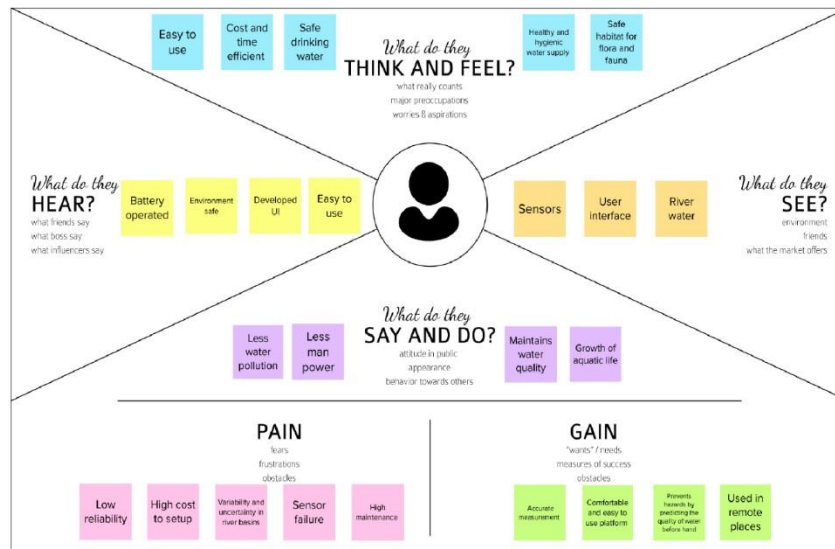 Easy to
use
Cost and
time
efficient
Safe
drinking
water
What do they
THINK AND FEEL?
what really counts
major preoccupations
worries & aspirations
Healthy and
hygienic
water supply
Safe
habitat for
flora and
fauna
What do they
HEAR?
what friends say
what boss say
what influencers say
Battery
operated
Environment
safe
Developed
UI
Easy to
use
Sensors
User
interface
River
water
What do they
SEE?
environment
friends
what the market offers
Less
water
pollution
Less
man
power
What do they
SAY AND DO?
attitude in public
appearance
behavior towards others
Maintains
water
quality
Growth of
aquatic life
PAIN
fears
frustrations
obstacles
Low
reliability
High cost
to setup
Variability and
uncertainty in
river basins
Sensor
failure
High
maintenance
GAIN
"wants" / needs
measures of success
obstacles
Accurate
measurement
Comfortable
and easy to
use platform
Prevents
hazards by
predicting the
quality of water
before hand
Used in
remote
places